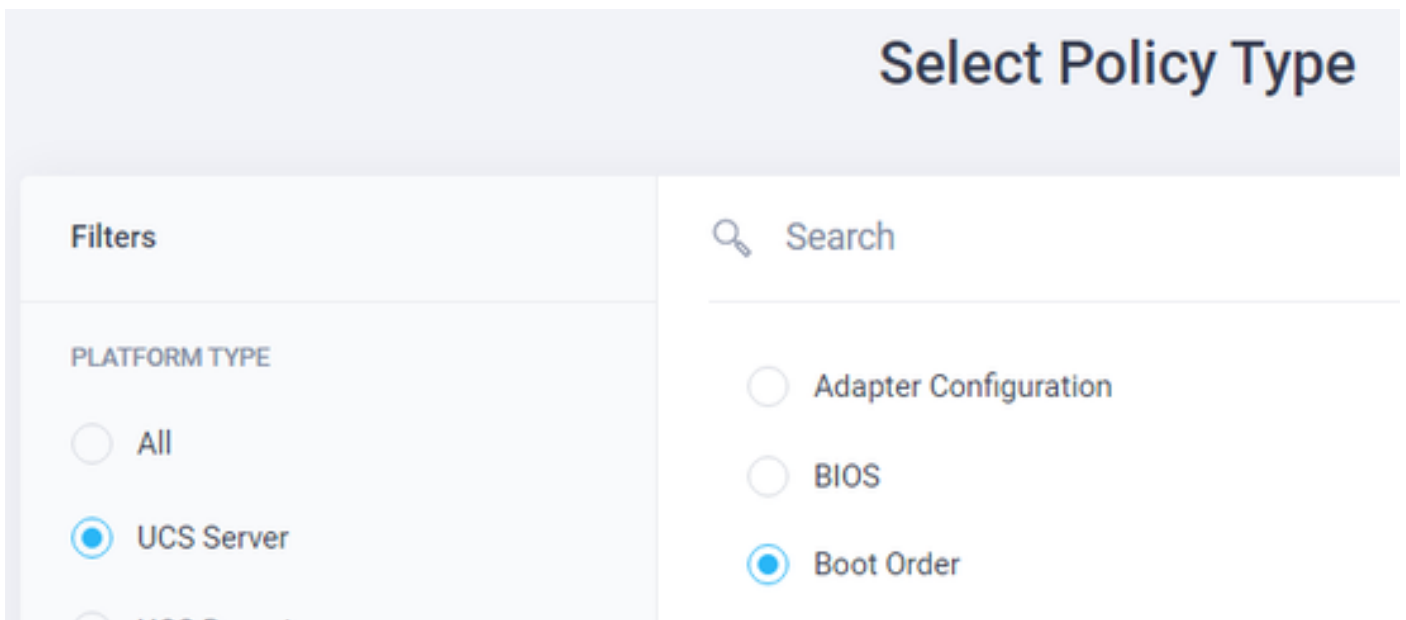 Select Policy Type
Filters
Search
PLATFORM TYPE
All
UCS Server
Adapter Configuration
BIOS
Boot Order